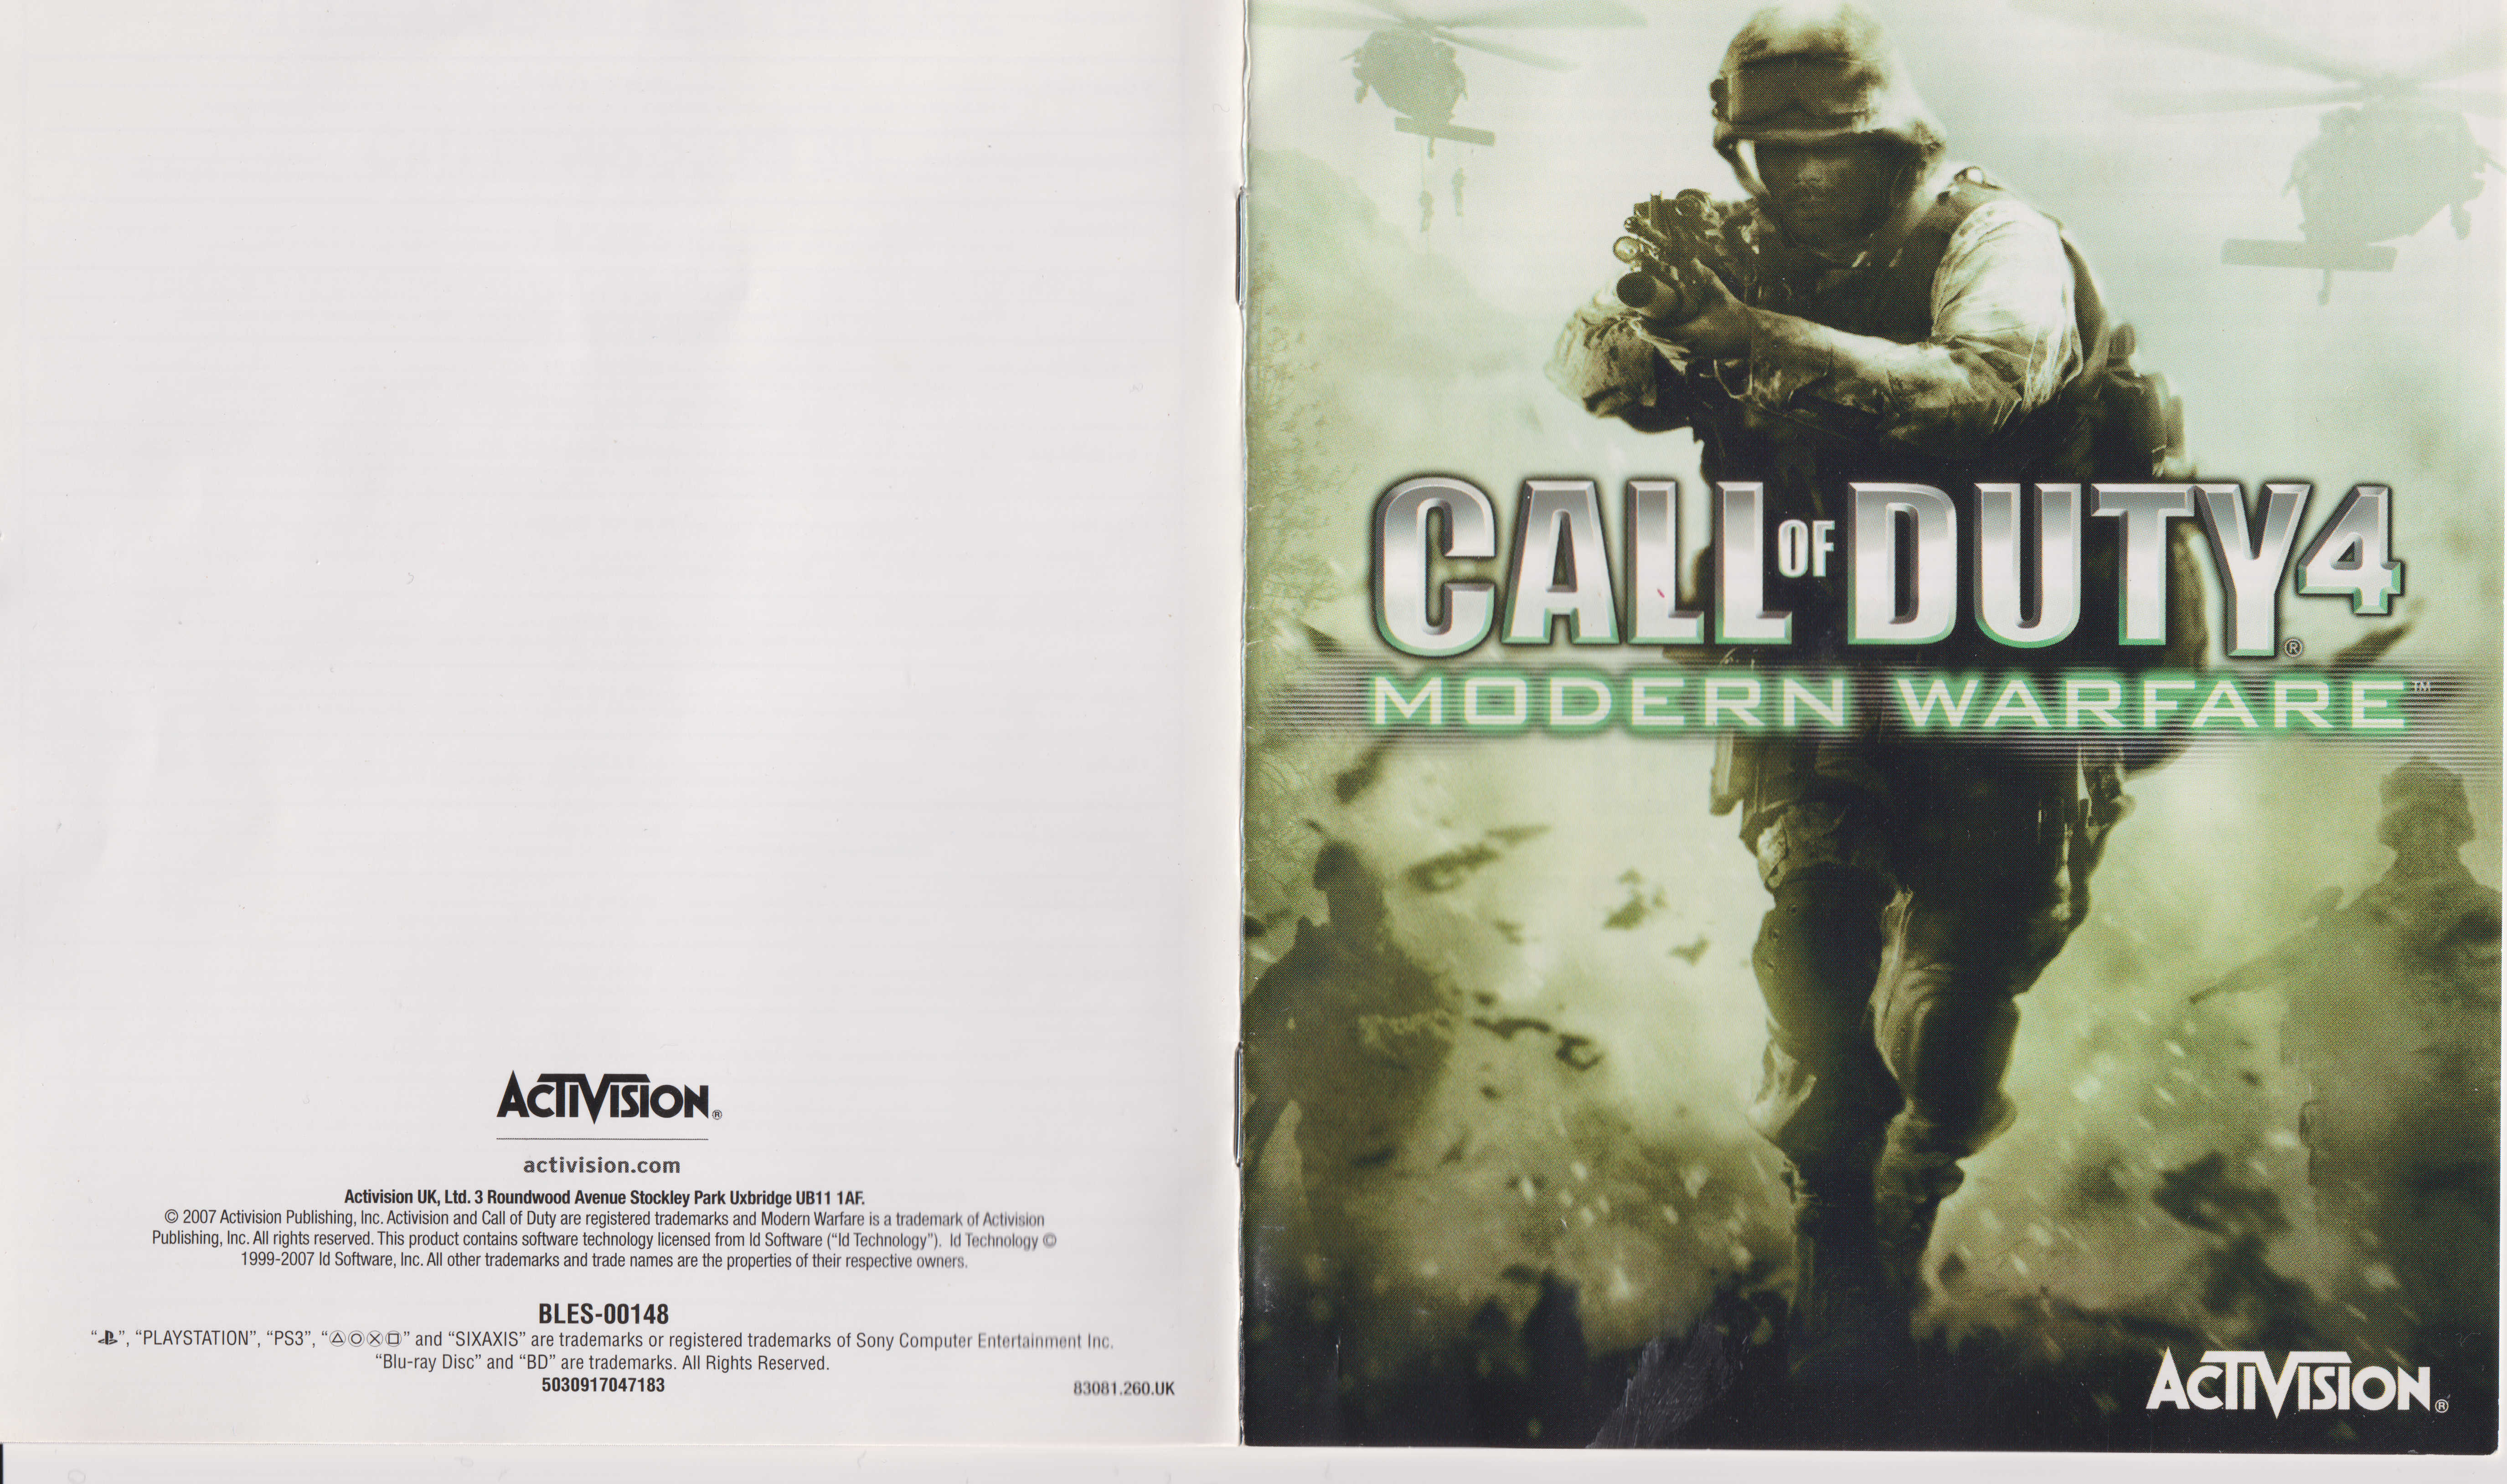 ACTIVISION®
activision.com
Activision UK, Ltd. 3 Roundwood Avenue Stockley Park Uxbridge UB11 1AF.
© 2007 Activision Publishing, Inc. Activision and Call of Duty are registered trademarks and Modern Warfare is a trademark of Activision
Publishing, Inc. All rights reserved. This product contains software technology licensed from Id Software (“Id Technology”). Id Technology ©
1999-2007 Id Software, Inc. All other trademarks and trade names are the properties of their respective owners.
BLES-00148
“PS”, “PLAYSTATION”, “PS3”, “△○✕□” and “SIXAXIS” are trademarks or registered trademarks of Sony Computer Entertainment Inc.
“Blu-ray Disc” and “BD” are trademarks. All Rights Reserved.
5030917047183
83081.260.UK
CALL OF DUTY 4®
MODERN WARFARE™
ACTIVISION®